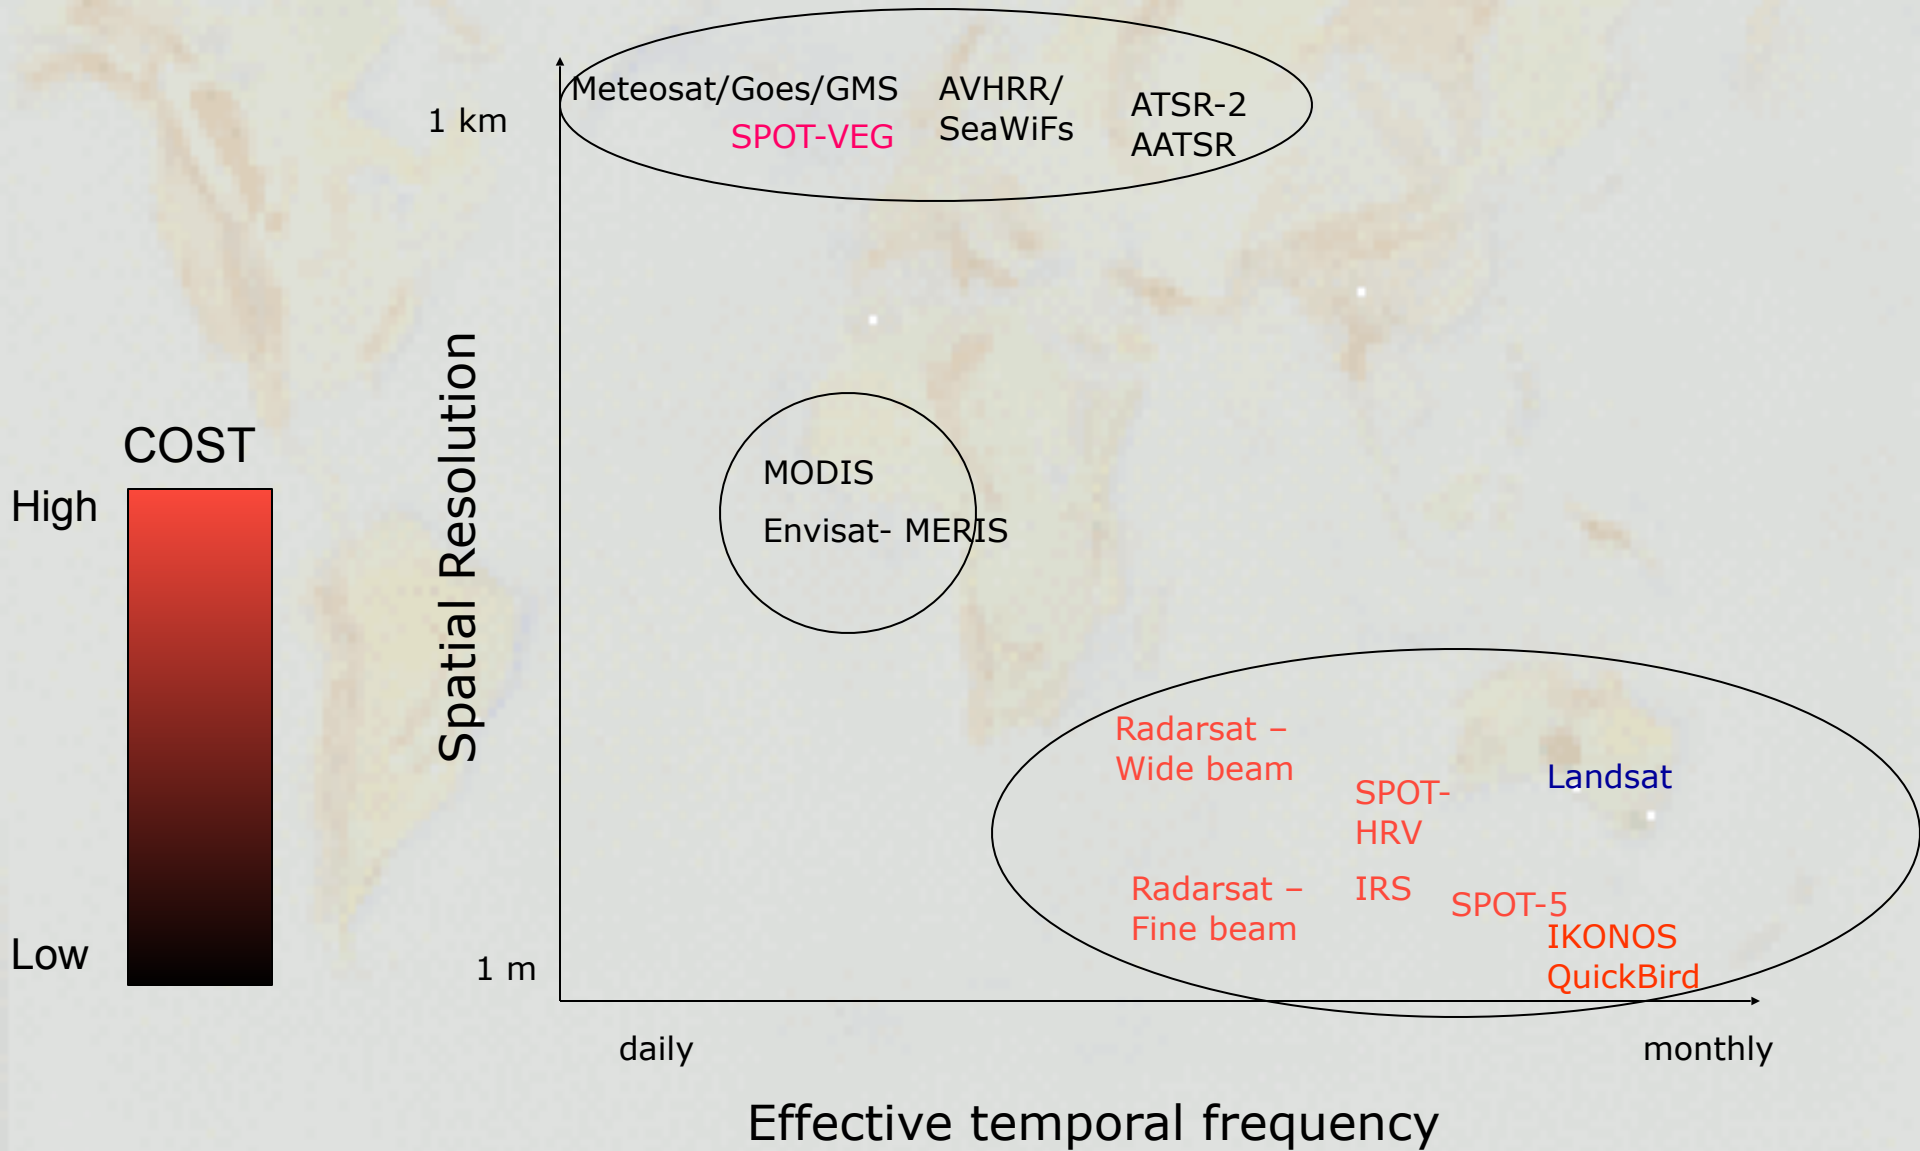 Meteosat/Goes/GMS
SPOT-VEG
AVHRR/
SeaWiFs
ATSR-2
AATSR
1 km
Spatial Resolution
COST
High
Low
MODIS
Envisat- MERIS
Radarsat –
Wide beam
SPOT-
HRV
Landsat
Radarsat –
Fine beam
IRS
SPOT-5
IKONOS
QuickBird
1 m
daily
monthly
Effective temporal frequency